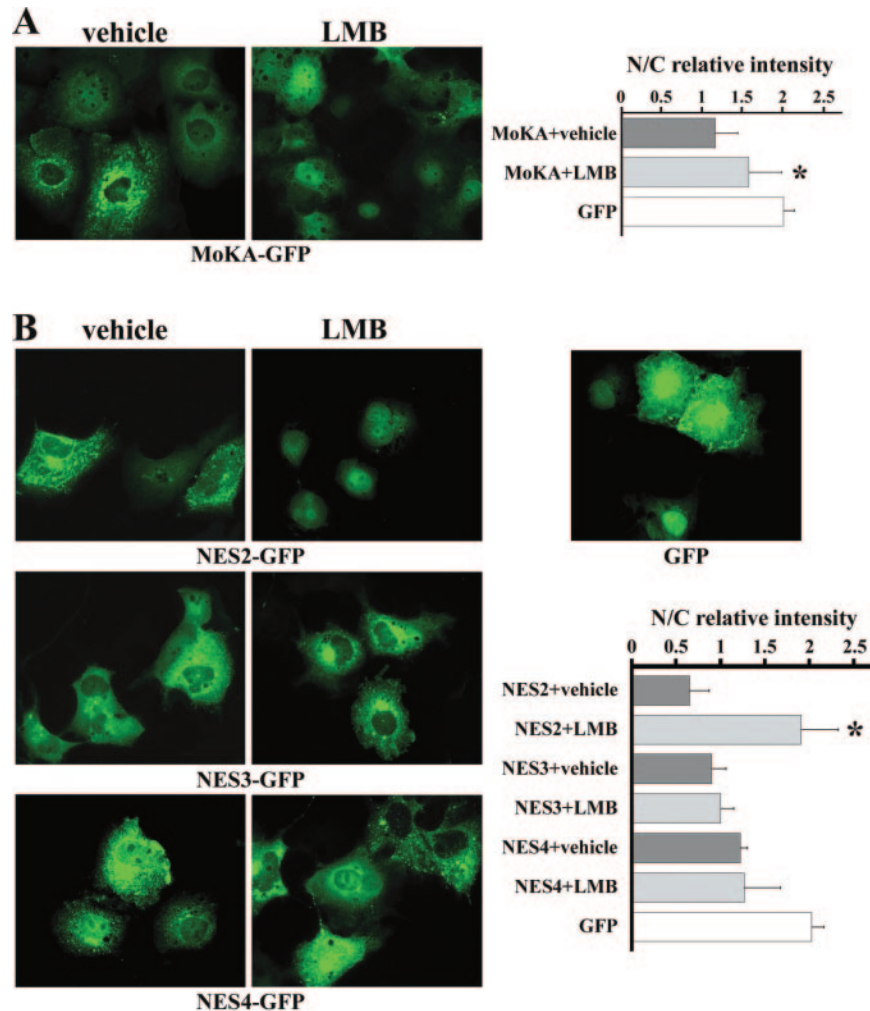 A
vehicle LMB
N/C relative intensity
0 0.5 1 1.5 2 2.5
MoKA+vehicle
MoKA+LMB *
GFP
MoKA-GFP
B
vehicle LMB
NES2-GFP
GFP
NES3-GFP
N/C relative intensity
0 0.5 1 1.5 2 2.5
NES2+vehicle
NES2+LMB *
NES3+vehicle
NES3+LMB
NES4+vehicle
NES4+LMB
GFP
NES4-GFP